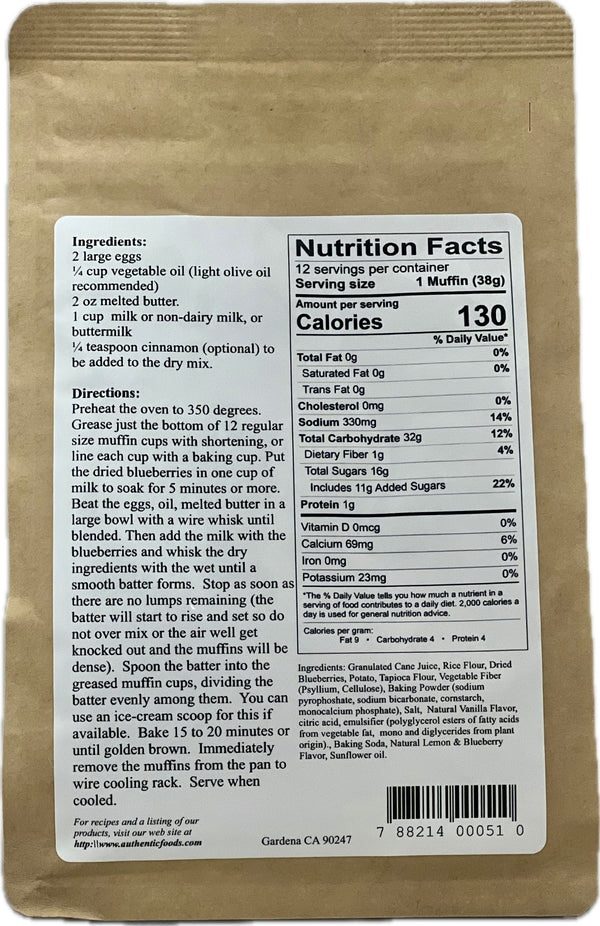 Ingredients:
2 large eggs
¼ cup vegetable oil (light olive oil
recommended)
2 oz melted butter.
1 cup  milk or non-dairy milk, or
buttermilk
¼ teaspoon cinnamon (optional) to
be added to the dry mix.
Directions:
Preheat the oven to 350 degrees.
Grease just the bottom of 12 regular
size muffin cups with shortening, or
line each cup with a baking cup. Put
the dried blueberries in one cup of
milk to soak for 5 minutes or more.
Beat the eggs, oil, melted butter in a
large bowl with a wire whisk until
blended. Then add the milk with the
blueberries and whisk the dry
ingredients with the wet until a
smooth batter forms.  Stop as soon as
there are no lumps remaining (the
batter will start to rise and set so do
not over mix or the air well get
knocked out and the muffins will be
dense).  Spoon the batter into the
greased muffin cups, dividing the
batter evenly among them.  You can
use an ice-cream scoop for this if
available.  Bake 15 to 20 minutes or
until golden brown.  Immediately
remove the muffins from the pan to
wire cooling rack.  Serve when
cooled.
For recipes and a listing of our
products, visit our web site at
http:\\www.authenticfoods.com
Nutrition Facts
12 servings per container
Serving size 1 Muffin (38g)
Amount per serving
Calories 130
% Daily Value*
Total Fat 0g 0%
Saturated Fat 0g 0%
Trans Fat 0g
Cholesterol 0mg 0%
Sodium 330mg 14%
Total Carbohydrate 32g 12%
Dietary Fiber 1g 4%
Total Sugars 16g
Includes 11g Added Sugars 22%
Protein 1g
Vitamin D 0mcg 0%
Calcium 69mg 6%
Iron 0mg 0%
Potassium 23mg 0%
*The % Daily Value tells you how much a nutrient in a
serving of food contributes to a daily diet. 2,000 calories a
day is used for general nutrition advice.
Calories per gram:
Fat 9 • Carbohydrate 4 • Protein 4
Ingredients: Granulated Cane Juice, Rice Flour, Dried
Blueberries, Potato, Tapioca Flour, Vegetable Fiber
(Psyllium, Cellulose), Baking Powder (sodium
pyrophoshate, sodium bicarbonate, cornstarch,
monocalcium phosphate), Salt,  Natural Vanilla Flavor,
citric acid, emulsifier (polyglycerol esters of fatty acids
from vegetable fat,  mono and diglycerides from plant
origin)., Baking Soda, Natural Lemon & Blueberry
Flavor, Sunflower oil.
Gardena CA 90247
7 88214 00051 0